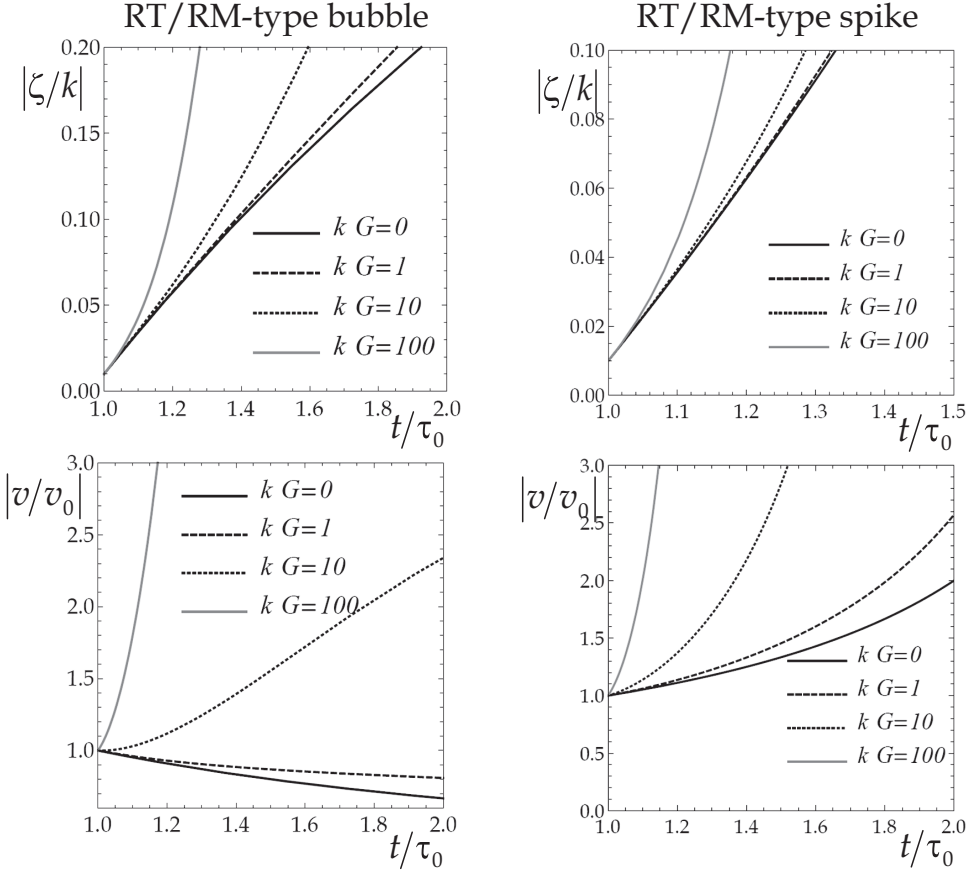 RT/RM-type bubble
RT/RM-type spike
|ζ/k|
0.20
0.15
0.10
0.05
0.00
k G=0
k G=1
k G=10
k G=100
1.0 1.2 1.4 1.6 1.8 2.0
t/τ0
|ζ/k|
0.10
0.08
0.06
0.04
0.02
0.00
k G=0
k G=1
k G=10
k G=100
1.0 1.1 1.2 1.3 1.4 1.5
t/τ0
|v/v0|
3.0
2.5
2.0
1.5
1.0
k G=0
k G=1
k G=10
k G=100
1.0 1.2 1.4 1.6 1.8 2.0
t/τ0
|v/v0|
3.0
2.5
2.0
1.5
1.0
0.5
0.0
k G=0
k G=1
k G=10
k G=100
1.0 1.2 1.4 1.6 1.8 2.0
t/τ0